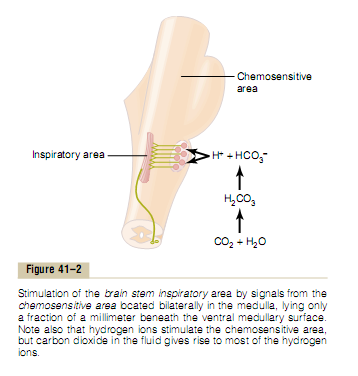 Chemosensitive
area
Inspiratory area
H+ + HCO3-
H2CO3
CO2 + H2O
Figure 41–2
Stimulation of the brain stem inspiratory area by signals from the
chemosensitive area located bilaterally in the medulla, lying only
a fraction of a millimeter beneath the ventral medullary surface.
Note also that hydrogen ions stimulate the chemosensitive area,
but carbon dioxide in the fluid gives rise to most of the hydrogen
ions.